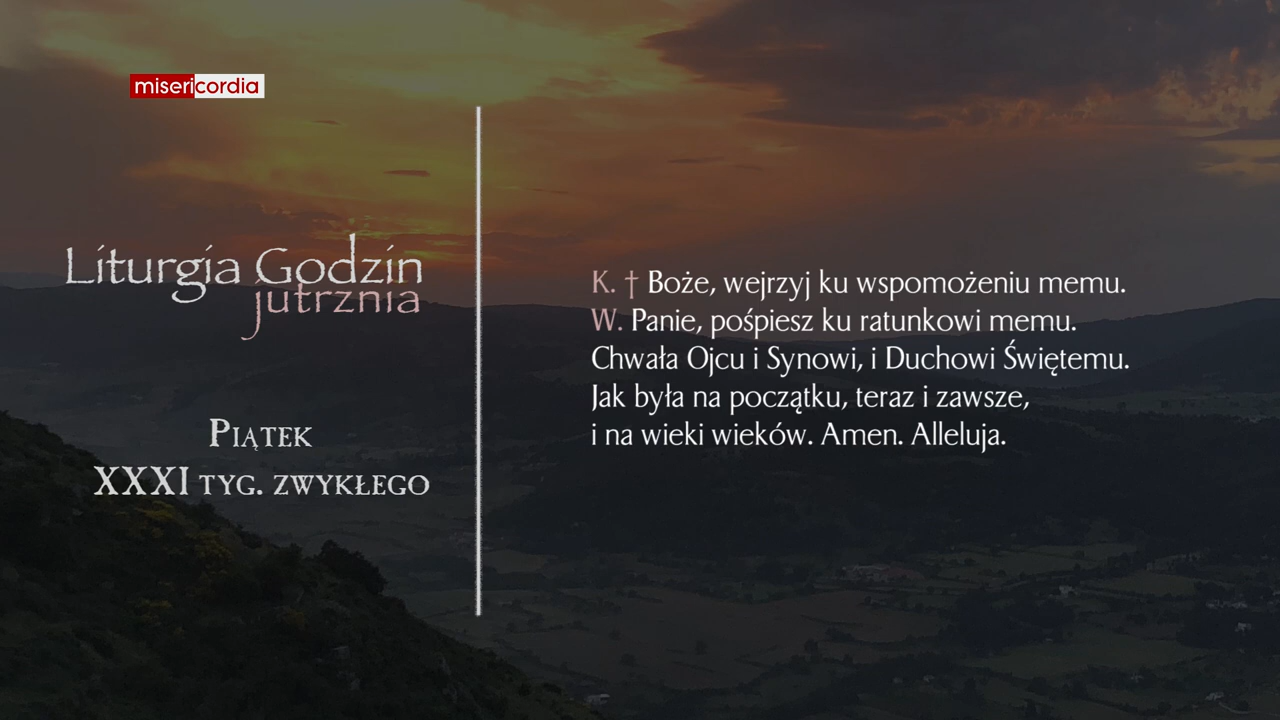 misericordia
Liturgia Godzin
jutrznia
Piątek
XXXI tyg. zwykłego
K. † Boże, wejrzyj ku wspomożeniu memu.
W. Panie, pośpiesz ku ratunkowi memu.
Chwała Ojcu i Synowi, i Duchowi Świętemu.
Jak była na początku, teraz i zawsze,
i na wieki wieków. Amen. Alleluja.